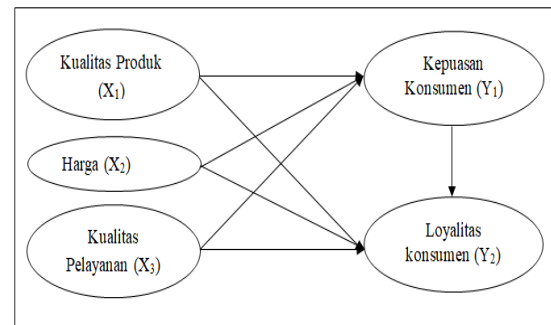 Kualitas Produk
(X₁)
Harga (X₂)
Kualitas
Pelayanan (X₃)
Kepuasan
Konsumen (Y₁)
Loyalitas
konsumen (Y₂)